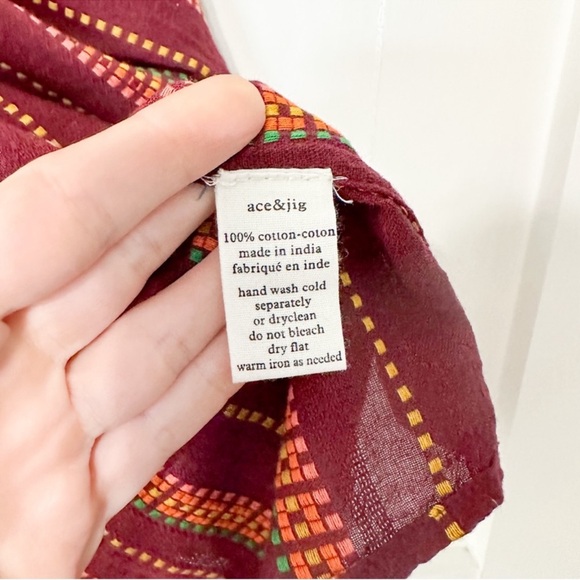 ace&jig
100% cotton-coton
made in india
fabriqué en inde
hand wash cold
separately
or dryclean
do not bleach
dry flat
warm iron as needed